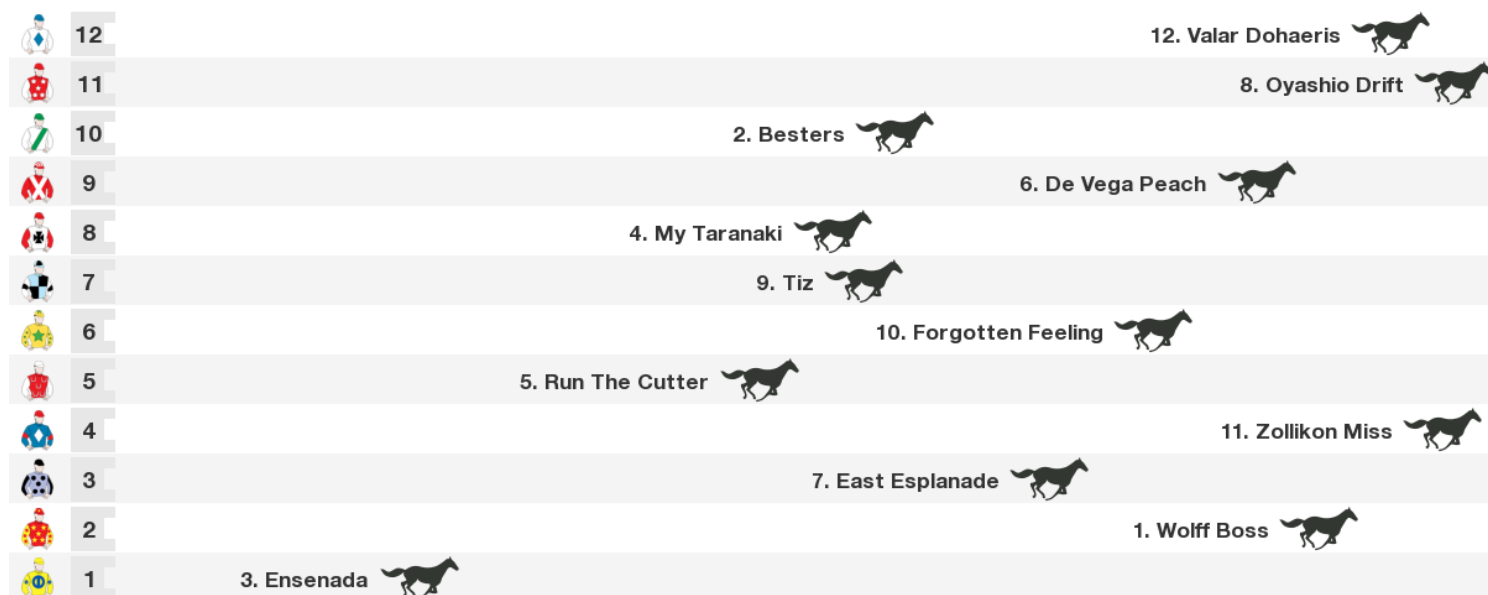 12 12. Valar Dohaeris
11 8. Oyashio Drift
10 2. Besters
9 6. De Vega Peach
8 4. My Taranaki
7 9. Tiz
6 10. Forgotten Feeling
5 5. Run The Cutter
4 11. Zollikon Miss
3 7. East Esplanade
2 1. Wolff Boss
1 3. Ensenada